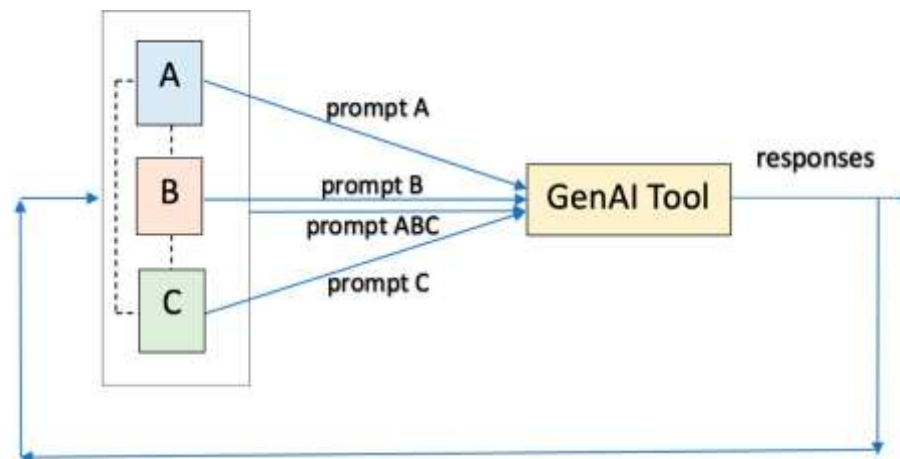 A
prompt A
responses
B
prompt B
GenAI Tool
prompt ABC
prompt C
C